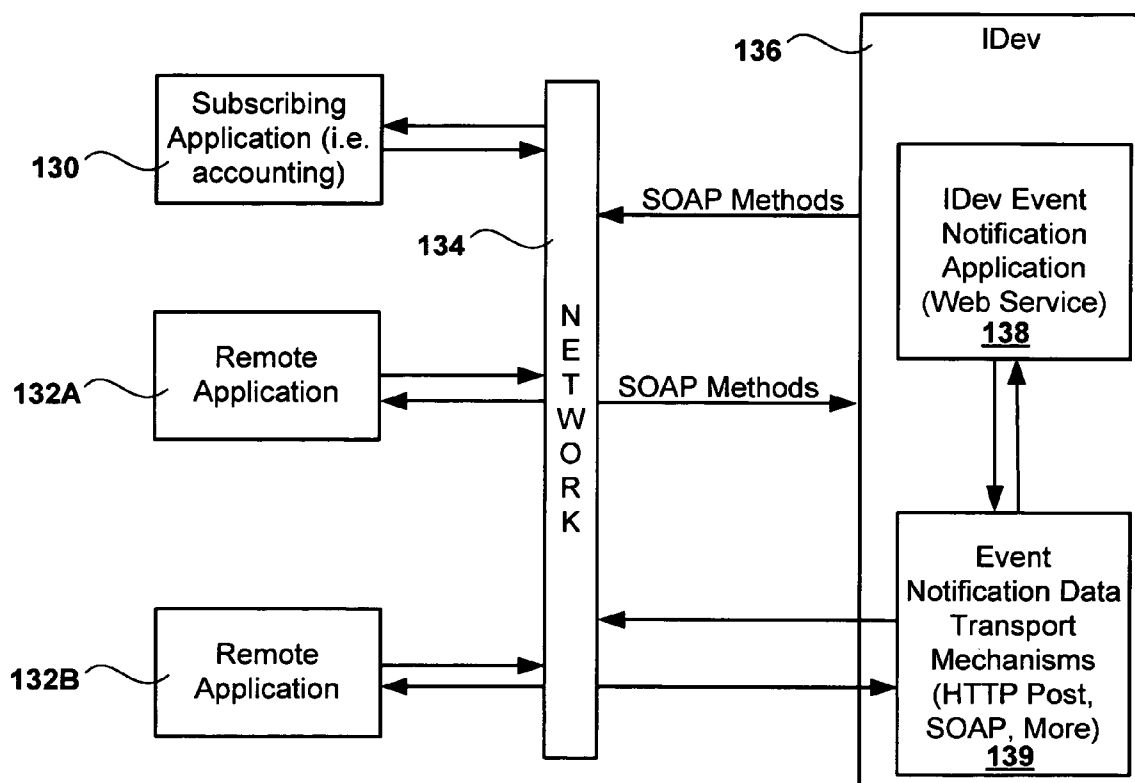 136
IDev
Subscribing
Application (i.e.
accounting)
130
134
SOAP Methods
IDev Event
Notification
Application
(Web Service)
138
NETWORK
Remote
Application
132A
SOAP Methods
Event
Notification Data
Transport
Mechanisms
(HTTP Post,
SOAP, More)
139
Remote
Application
132B